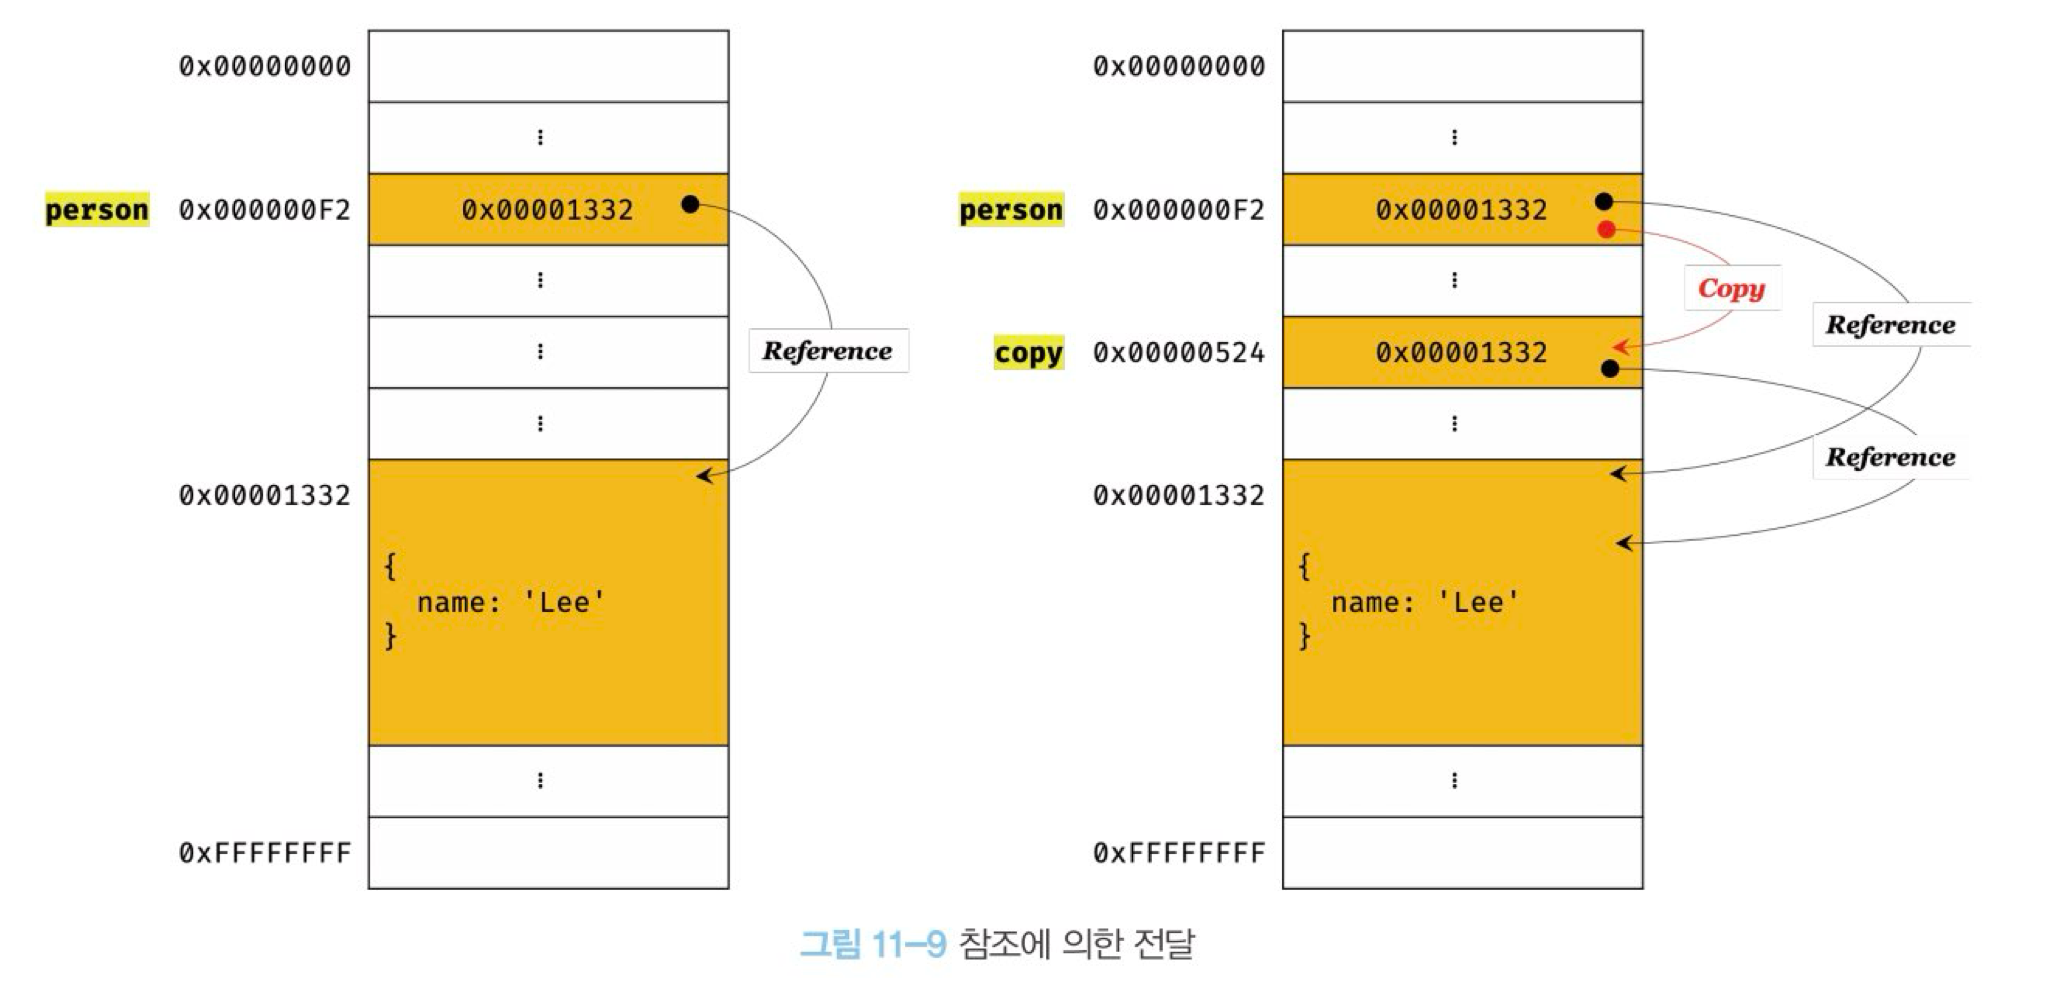 0x00000000
⋮
person 0x000000F2 0x00001332
⋮
⋮
Reference
⋮
0x00001332
{
name: 'Lee'
}
⋮
0xFFFFFFFF
0x00000000
⋮
person 0x000000F2 0x00001332
⋮
Copy
Reference
copy 0x00000524 0x00001332
⋮
Reference
0x00001332
{
name: 'Lee'
}
⋮
0xFFFFFFFF
그림 11-9 참조에 의한 전달